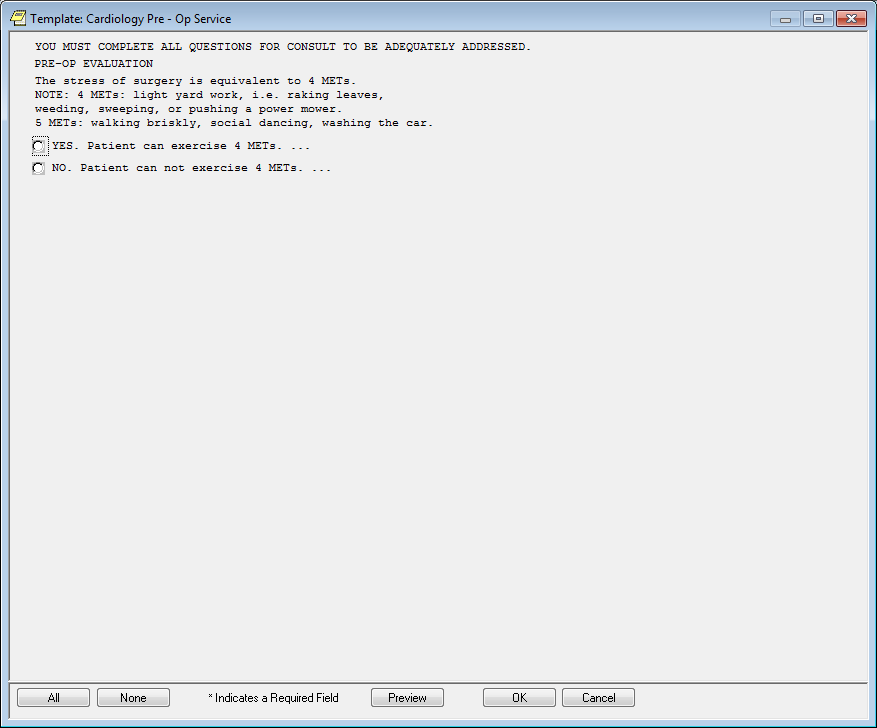 Template: Cardiology Pre - Op Service
YOU MUST COMPLETE ALL QUESTIONS FOR CONSULT TO BE ADEQUATELY ADDRESSED.
PRE-OP EVALUATION
The stress of surgery is equivalent to 4 METs.
NOTE: 4 METs: light yard work, i.e. raking leaves,
weeding, sweeping, or pushing a power mower.
5 METs: walking briskly, social dancing, washing the car.
YES. Patient can exercise 4 METs. ...
NO. Patient can not exercise 4 METs. ...
All None * Indicates a Required Field Preview OK Cancel